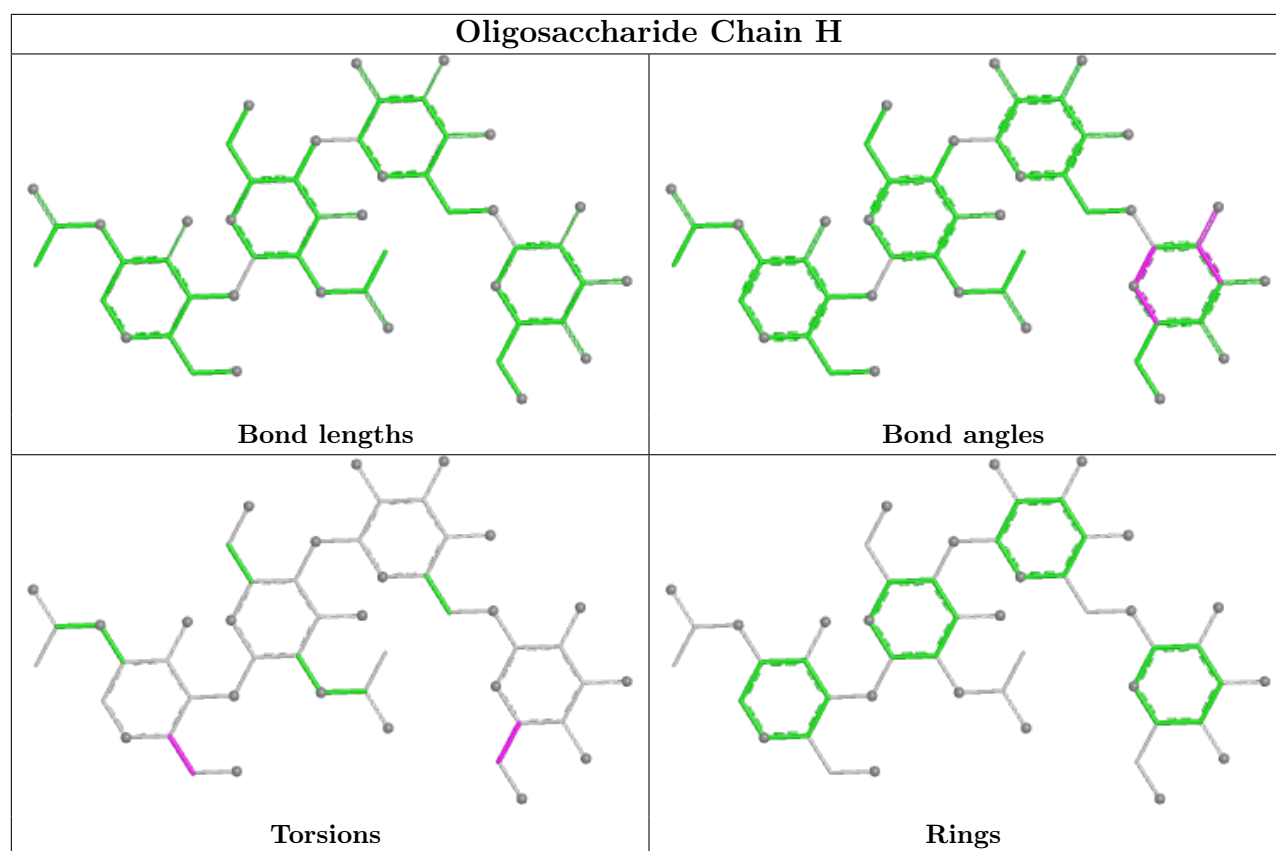 Oligosaccharide Chain H
Bond lengths
Bond angles
Torsions
Rings